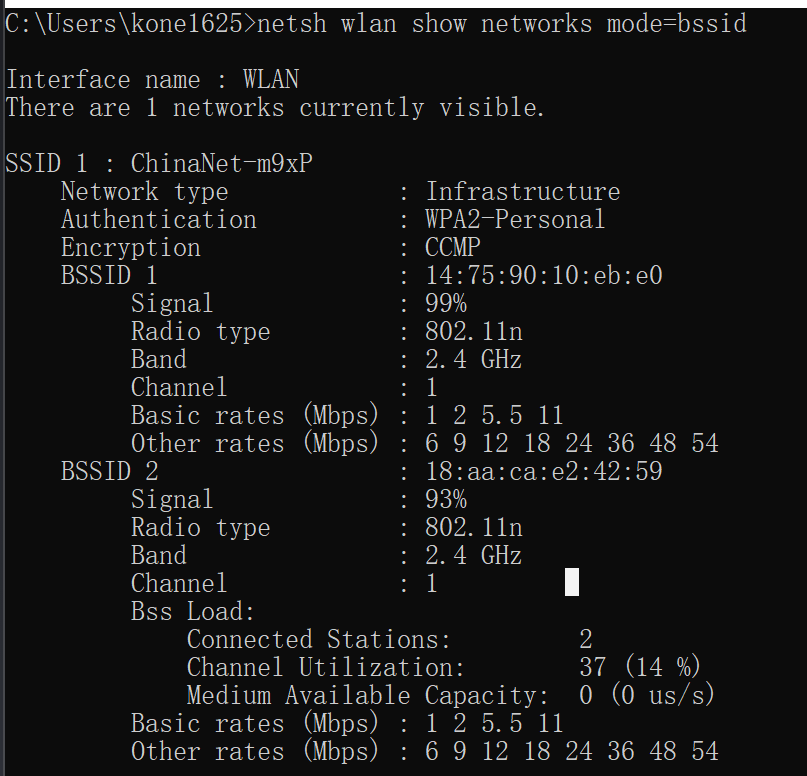 C:\Users\kone1625>netsh wlan show networks mode=bssid
Interface name : WLAN
There are 1 networks currently visible.
SSID 1 : ChinaNet-m9xP
Network type : Infrastructure
Authentication : WPA2-Personal
Encryption : CCMP
BSSID 1 : 14:75:90:10:eb:e0
Signal : 99%
Radio type : 802.11n
Band : 2.4 GHz
Channel : 1
Basic rates (Mbps) : 1 2 5.5 11
Other rates (Mbps) : 6 9 12 18 24 36 48 54
BSSID 2 : 18:aa:ca:e2:42:59
Signal : 93%
Radio type : 802.11n
Band : 2.4 GHz
Channel : 1
Bss Load:
Connected Stations: 2
Channel Utilization: 37 (14 %)
Medium Available Capacity: 0 (0 us/s)
Basic rates (Mbps) : 1 2 5.5 11
Other rates (Mbps) : 6 9 12 18 24 36 48 54